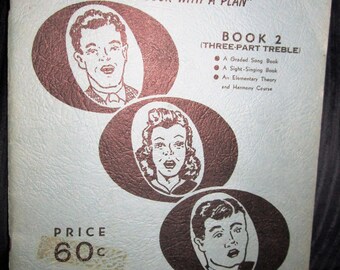 BOOK WITH A PLAN"
BOOK 2
(THREE-PART TREBLE)
A Graded Song Book
A Sight-Singing Book
An Elementary Theory
and Harmony Course
PRICE
60c